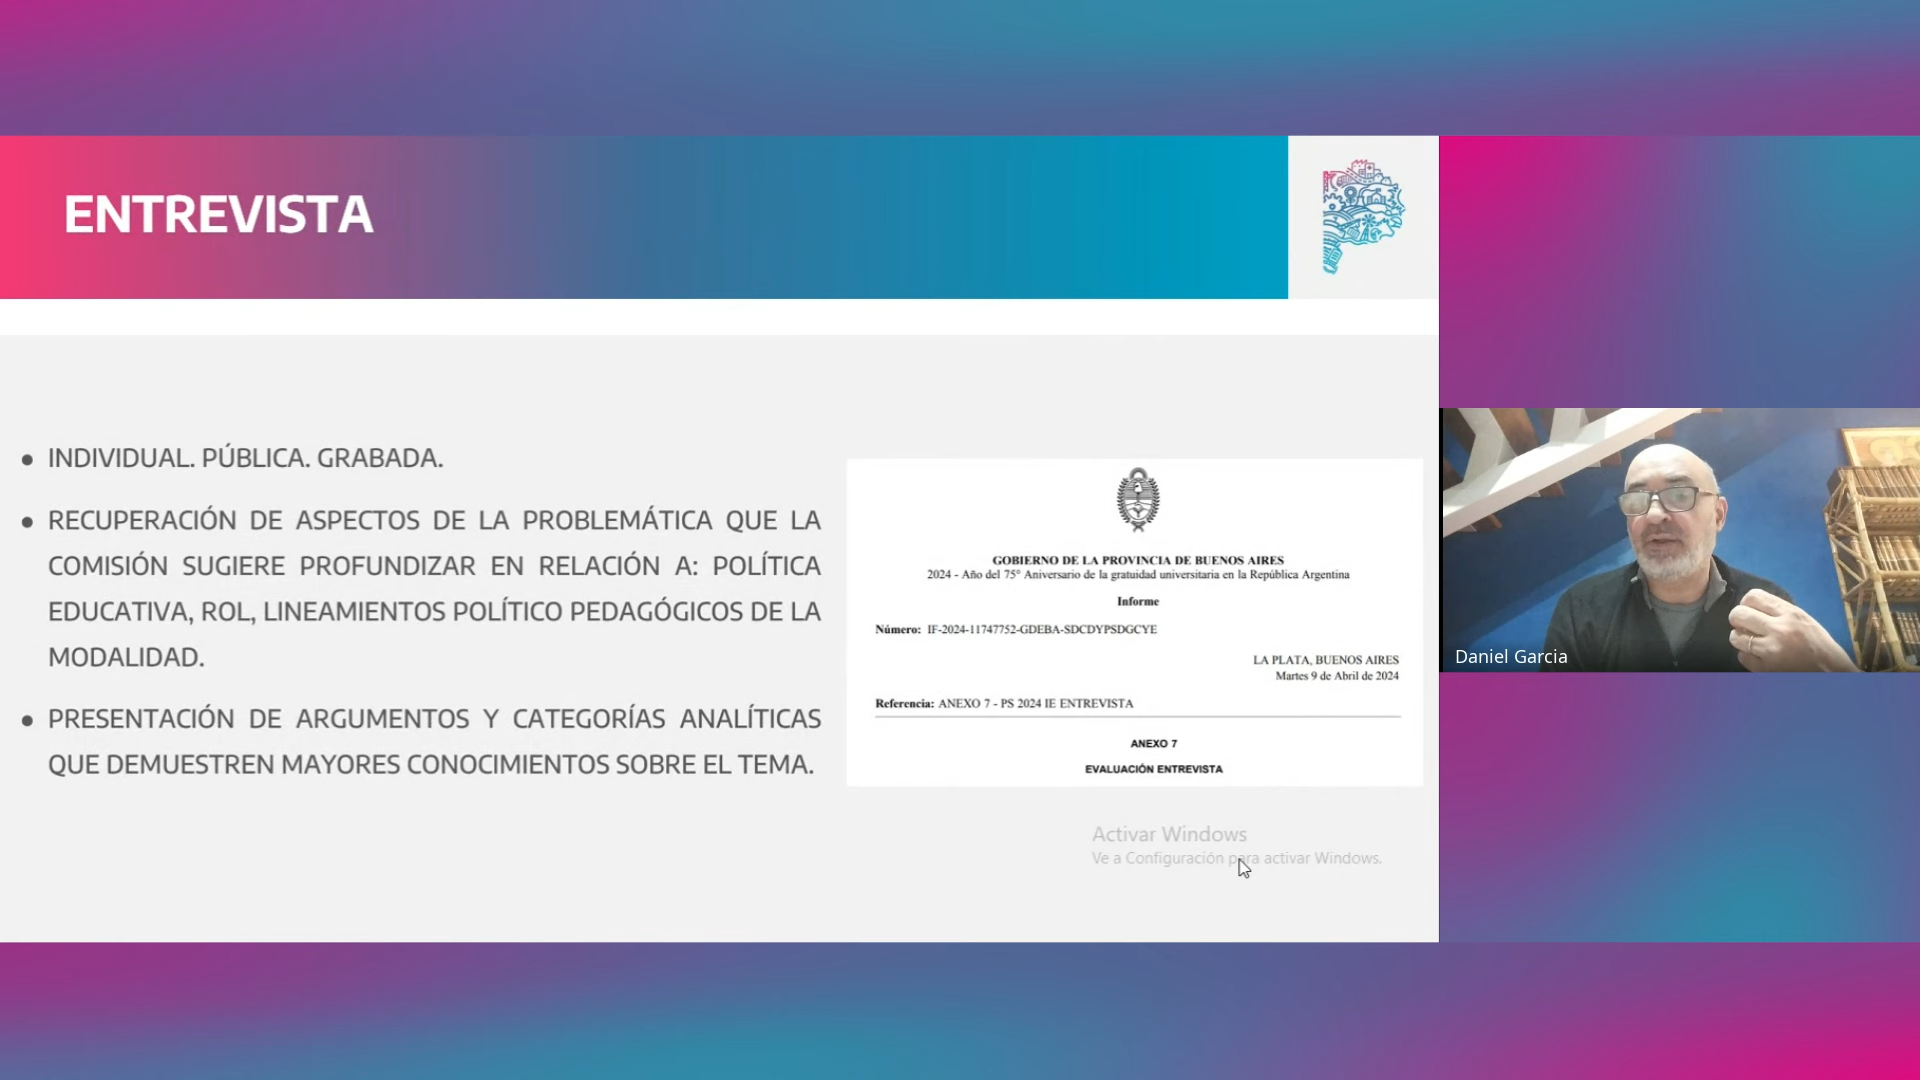 ENTREVISTA
● INDIVIDUAL. PÚBLICA. GRABADA.
● RECUPERACIÓN DE ASPECTOS DE LA PROBLEMÁTICA QUE LA
COMISIÓN SUGIERE PROFUNDIZAR EN RELACIÓN A: POLÍTICA
EDUCATIVA, ROL, LINEAMIENTOS POLÍTICO PEDAGÓGICOS DE LA
MODALIDAD.
● PRESENTACIÓN DE ARGUMENTOS Y CATEGORÍAS ANALÍTICAS
QUE DEMUESTREN MAYORES CONOCIMIENTOS SOBRE EL TEMA.
GOBIERNO DE LA PROVINCIA DE BUENOS AIRES
2024 - Año del 75° Aniversario de la gratuidad universitaria en la República Argentina
Informe
Número: IF-2024-11747752-GDEBA-SDCDYPSDGCYE
LA PLATA, BUENOS AIRES
Martes 9 de Abril de 2024
Referencia: ANEXO 7 - PS 2024 IE ENTREVISTA
ANEXO 7
EVALUACIÓN ENTREVISTA
Activar Windows
Ve a Configuración para activar Windows.
Daniel Garcia